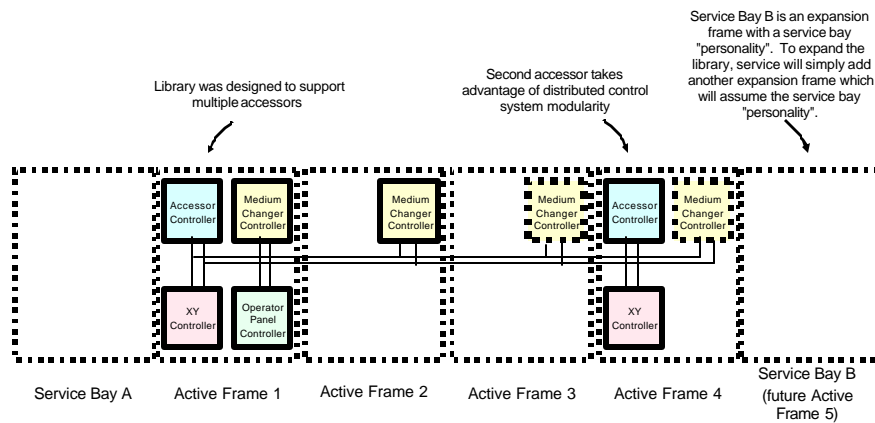 Library was designed to support
multiple accessors
Second accessor takes
advantage of distributed control
system modularity
Service Bay B is an expansion
frame with a service bay
"personality". To expand the
library, service will simply add
another expansion frame which
will assume the service bay
"personality".
Accessor
Controller
Medium
Changer
Controller
XY
Controller
Operator
Panel
Controller
Medium
Changer
Controller
Medium
Changer
Controller
Accessor
Controller
Medium
Changer
Controller
XY
Controller
Service Bay A
Active Frame 1
Active Frame 2
Active Frame 3
Active Frame 4
Service Bay B
(future Active
Frame 5)